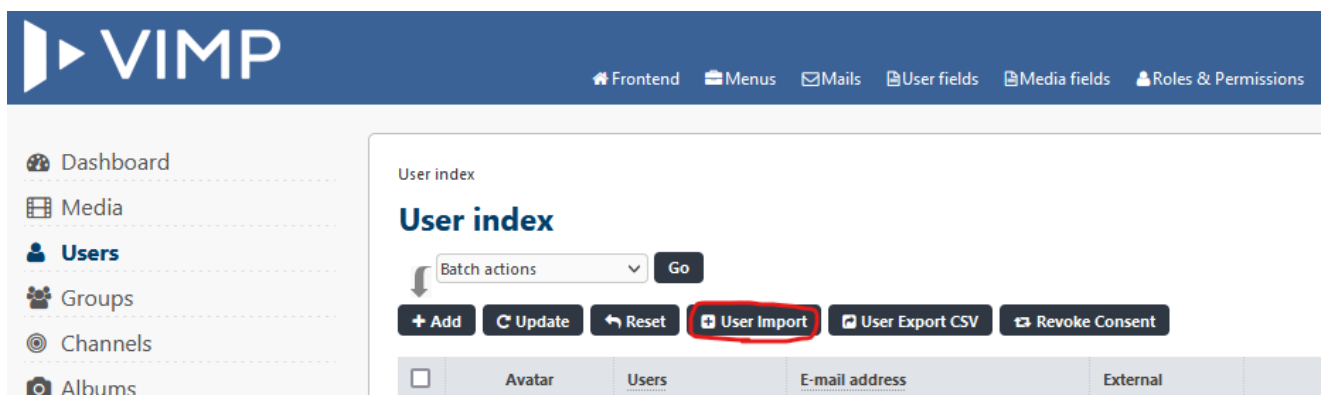 VIMP
Frontend Menus Mails User fields Media fields Roles & Permissions
Dashboard
Media
Users
Groups
Channels
Albums
User index
User index
Batch actions Go
Add Update Reset User Import User Export CSV Revoke Consent
Avatar Users E-mail address External